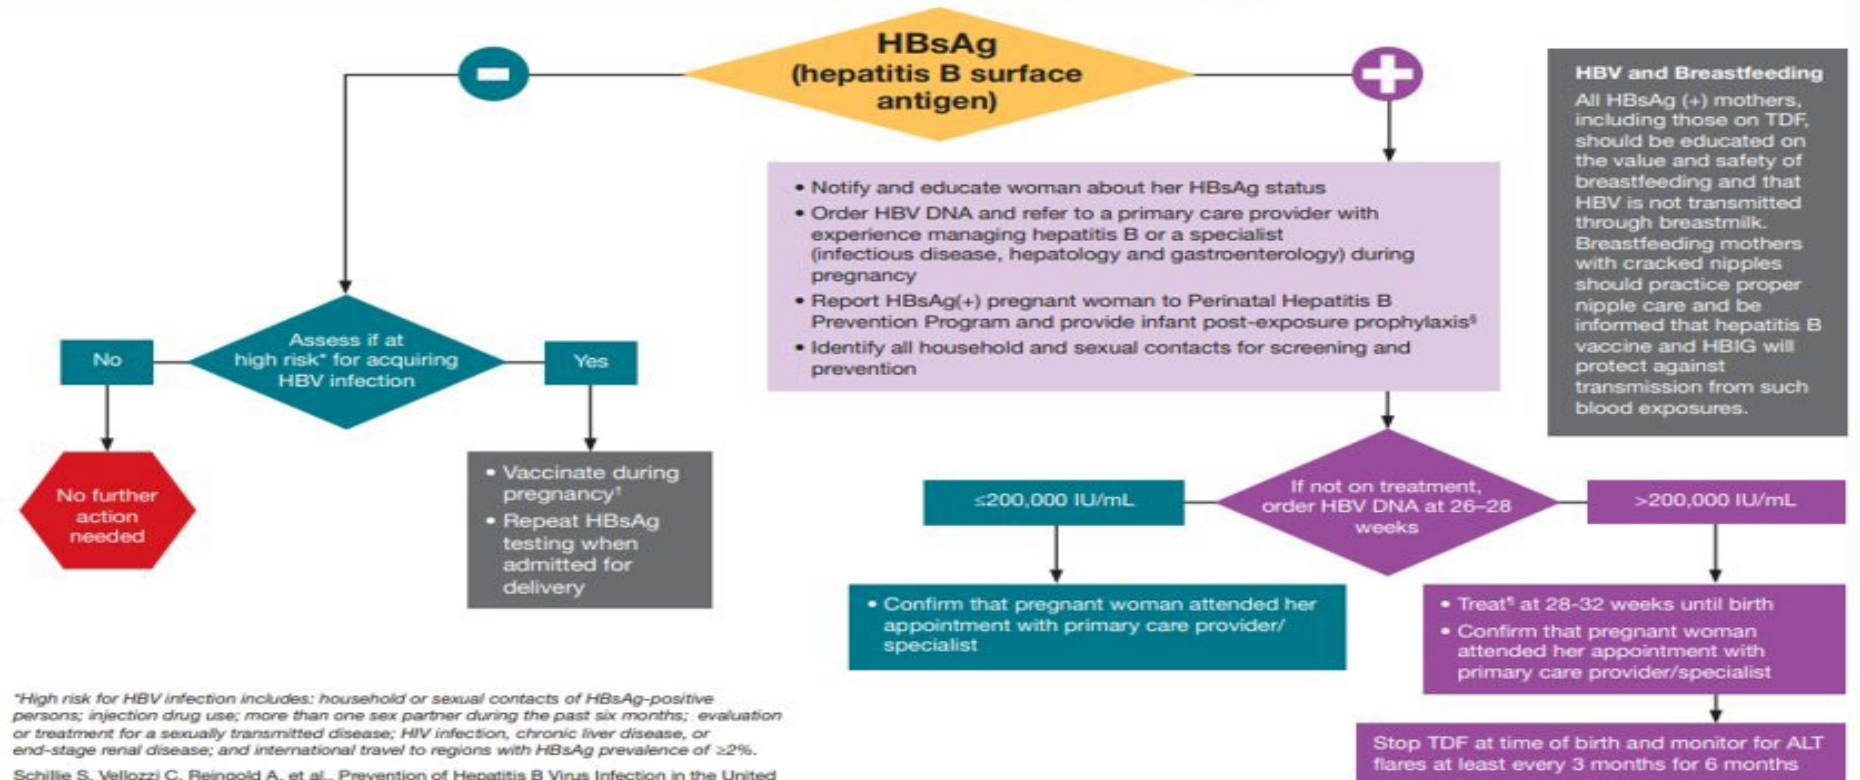 HBsAg
(hepatitis B surface
antigen)
HBV and Breastfeeding
All HBsAg (+) mothers,
including those on TDF,
should be educated on
the value and safety of
breastfeeding and that
HBV is not transmitted
through breastmilk.
Breastfeeding mothers
with cracked nipples
should practice proper
nipple care and be
informed that hepatitis B
vaccine and HBIG will
protect against
transmission from such
blood exposures.
• Notify and educate woman about her HBsAg status
• Order HBV DNA and refer to a primary care provider with
experience managing hepatitis B or a specialist
(infectious disease, hepatology and gastroenterology) during
pregnancy
• Report HBsAg(+) pregnant woman to Perinatal Hepatitis B
Prevention Program and provide infant post-exposure prophylaxis§
• Identify all household and sexual contacts for screening and
prevention
No
Assess if at
high risk* for acquiring
HBV infection
Yes
No further
action
needed
• Vaccinate during
pregnancy†
• Repeat HBsAg
testing when
admitted for
delivery
≤200,000 IU/mL
If not on treatment,
order HBV DNA at 26–28
weeks
>200,000 IU/mL
• Confirm that pregnant woman attended her
appointment with primary care provider/
specialist
• Treat¶ at 28-32 weeks until birth
• Confirm that pregnant woman
attended her appointment with
primary care provider/specialist
Stop TDF at time of birth and monitor for ALT
flares at least every 3 months for 6 months
*High risk for HBV infection includes: household or sexual contacts of HBsAg-positive
persons; injection drug use; more than one sex partner during the past six months; evaluation
or treatment for a sexually transmitted disease; HIV infection, chronic liver disease, or
end-stage renal disease; and international travel to regions with HBsAg prevalence of ≥2%.
Schillie S, Vellozzi C, Reingold A, et al., Prevention of Hepatitis B Virus Infection in the United